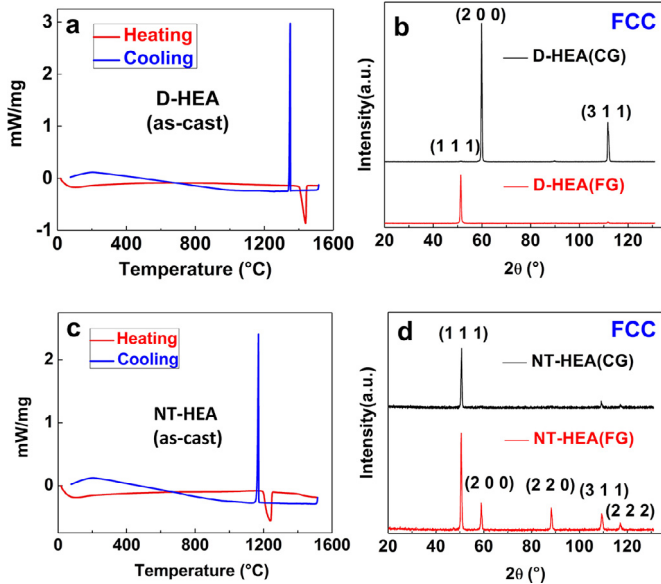 a
Heating
Cooling
D-HEA
(as-cast)
mW/mg
3
2
1
0
-1
0 400 800 1200 1600
Temperature (°C)
b
(2 0 0)
FCC
D-HEA(CG)
(3 1 1)
(1 1 1)
D-HEA(FG)
Intensity(a.u.)
20 40 60 80 100 120
2θ (°)
c
Heating
Cooling
NT-HEA
(as-cast)
mW/mg
2
1
0
0 400 800 1200 1600
Temperature (°C)
d
(1 1 1)
FCC
NT-HEA(CG)
NT-HEA(FG)
(2 0 0)
(2 2 0)
(3 1 1)
(2 2 2)
Intensity(a.u.)
20 40 60 80 100 120
2θ (°)